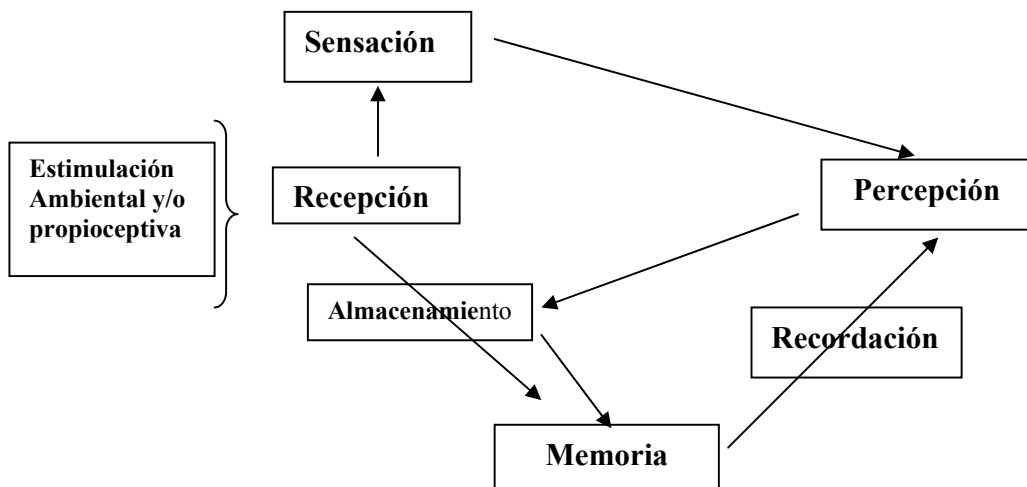 Sensación
Estimulación
Ambiental y/o
propioceptiva
Recepción
Percepción
Almacenamiento
Recordación
Memoria